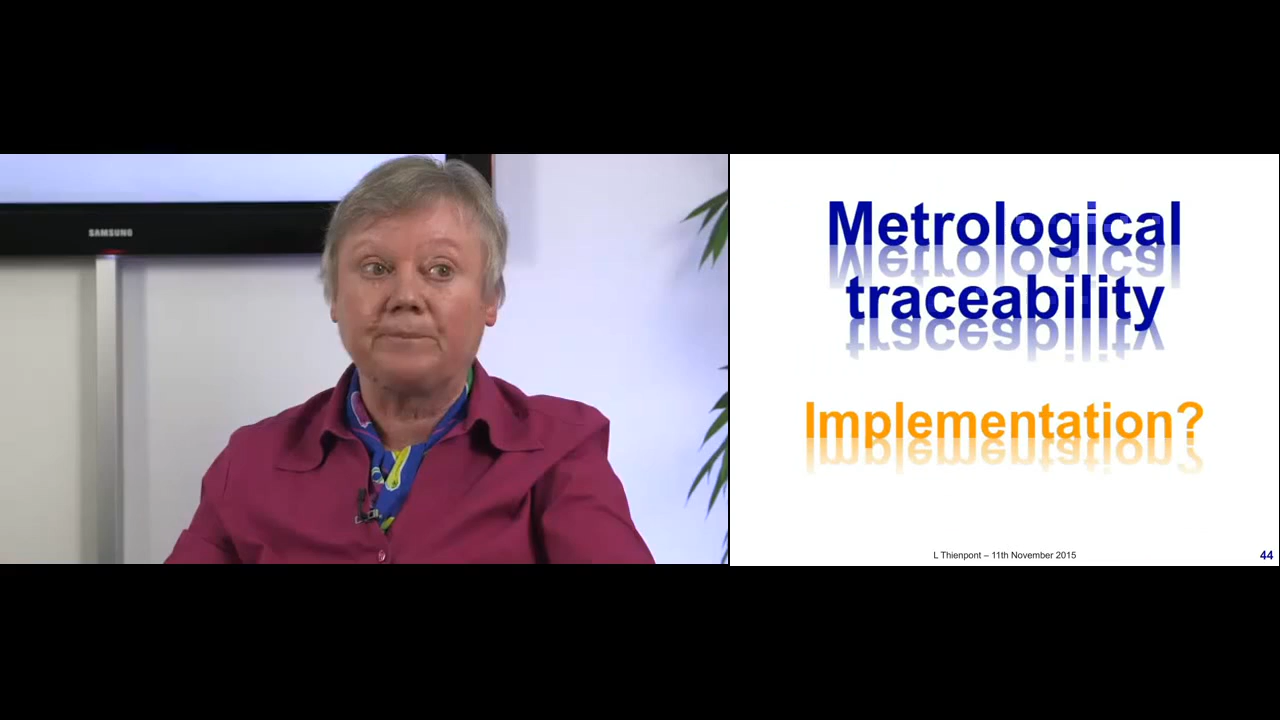 SAMSUNG
Metrological
traceability
Implementation?
L Thienpont – 11th November 2015
44